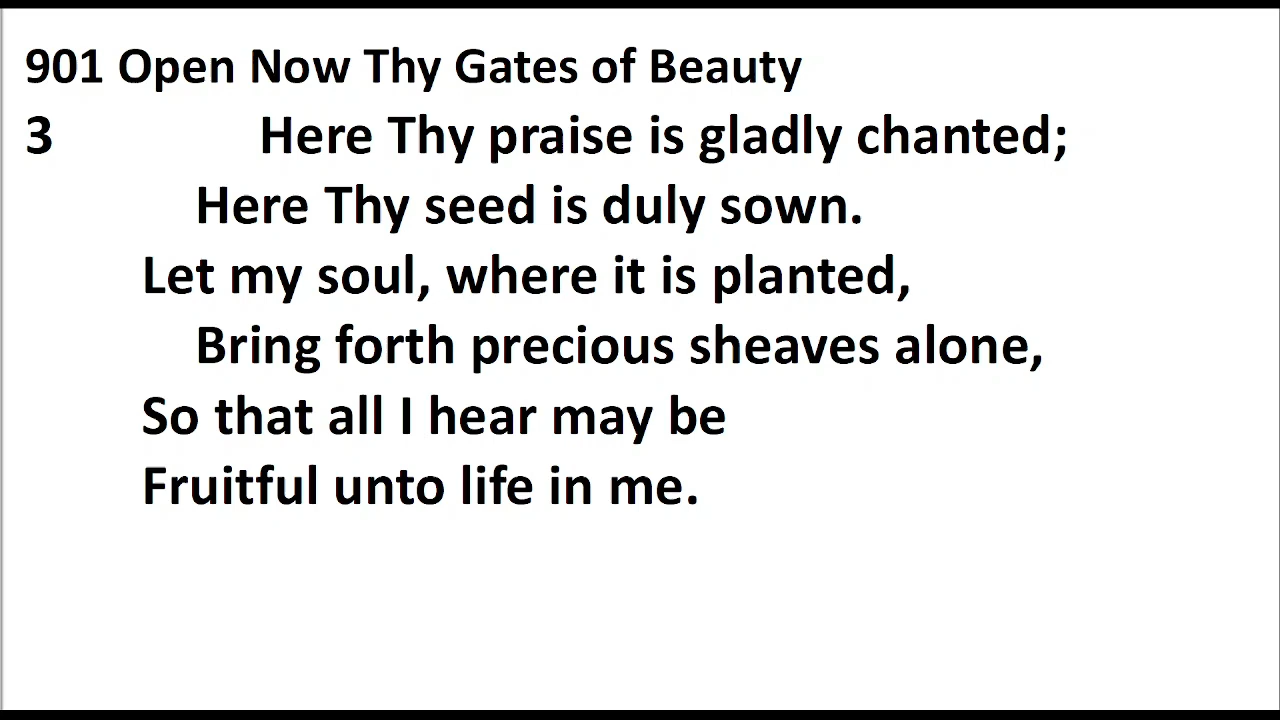 901 Open Now Thy Gates of Beauty
3 Here Thy praise is gladly chanted;
Here Thy seed is duly sown.
Let my soul, where it is planted,
Bring forth precious sheaves alone,
So that all I hear may be
Fruitful unto life in me.